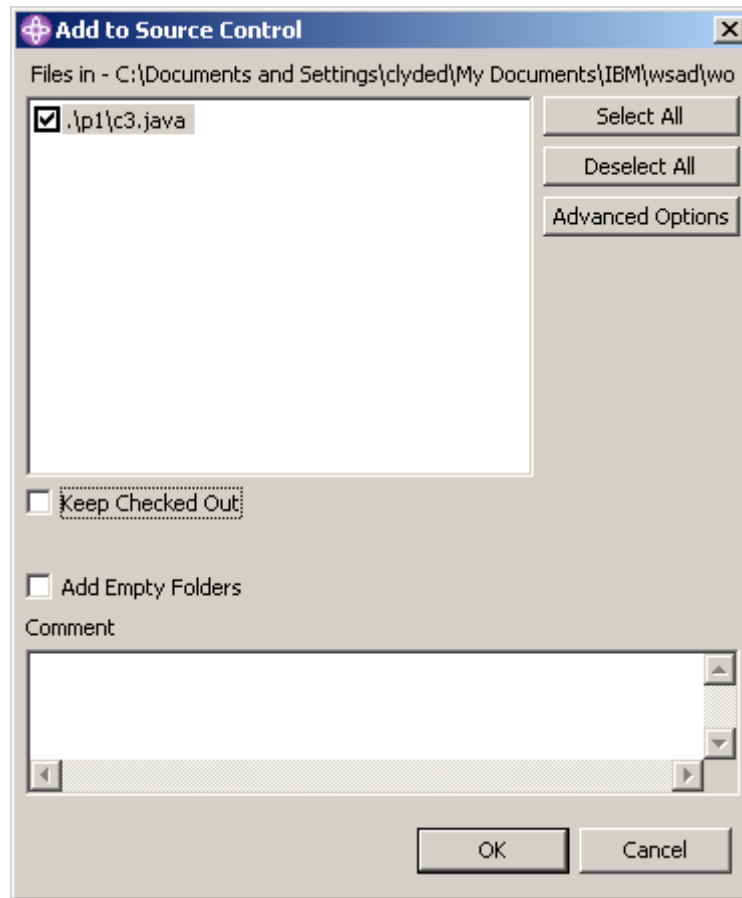 Add to Source Control
Files in - C:\Documents and Settings\clyded\My Documents\IBM\wsad\wo
.\p1\c3.java
Select All
Deselect All
Advanced Options
Keep Checked Out
Add Empty Folders
Comment
OK
Cancel